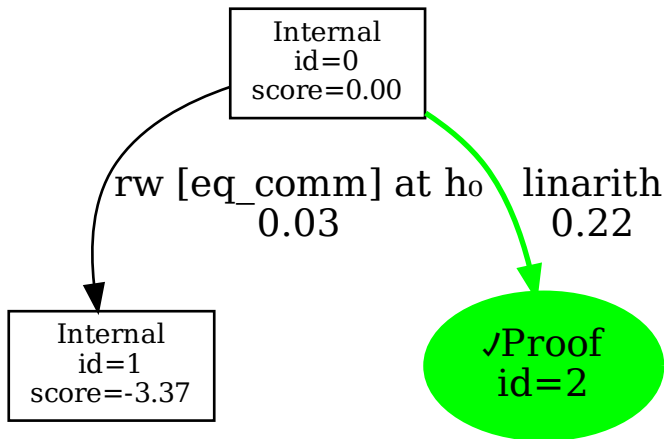 Internal
id=0
score=0.00
rw [eq_comm] at h₀
0.03
linarith
0.22
Internal
id=1
score=-3.37
✓Proof
id=2